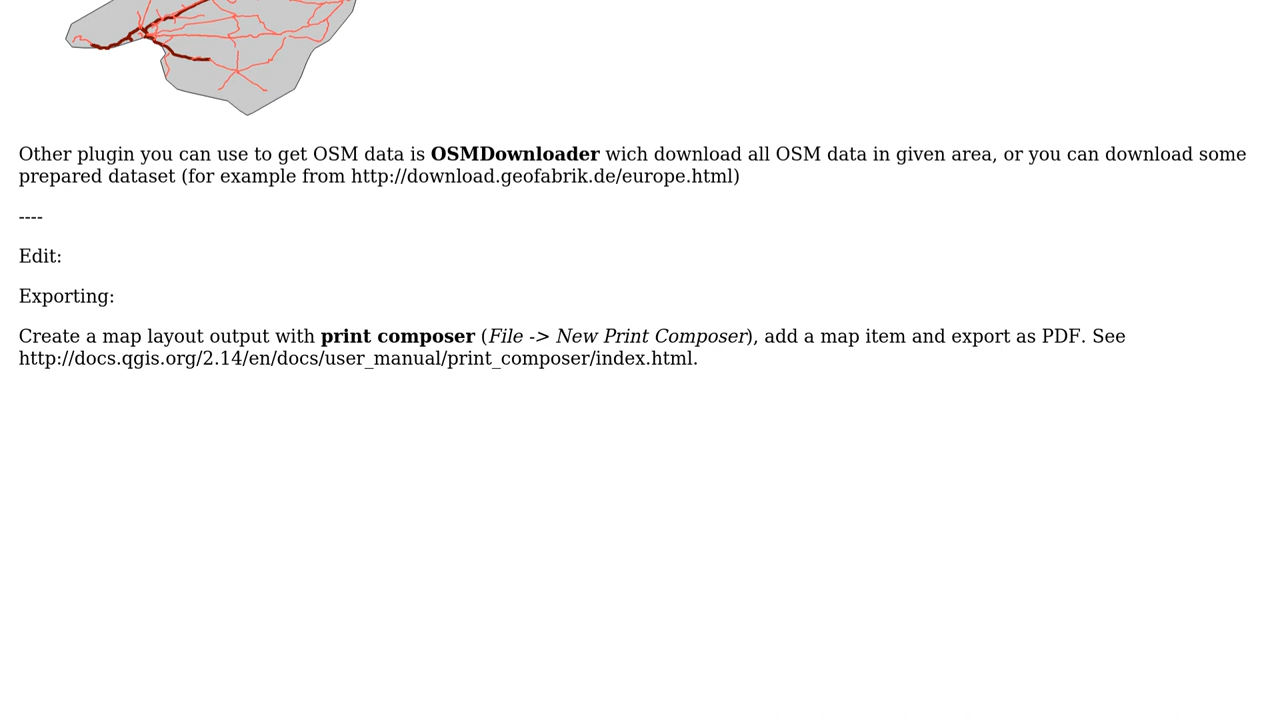 Other plugin you can use to get OSM data is OSMDownloader wich download all OSM data in given area, or you can download some
prepared dataset (for example from http://download.geofabrik.de/europe.html)
----
Edit:
Exporting:
Create a map layout output with print composer (File -> New Print Composer), add a map item and export as PDF. See
http://docs.qgis.org/2.14/en/docs/user_manual/print_composer/index.html.